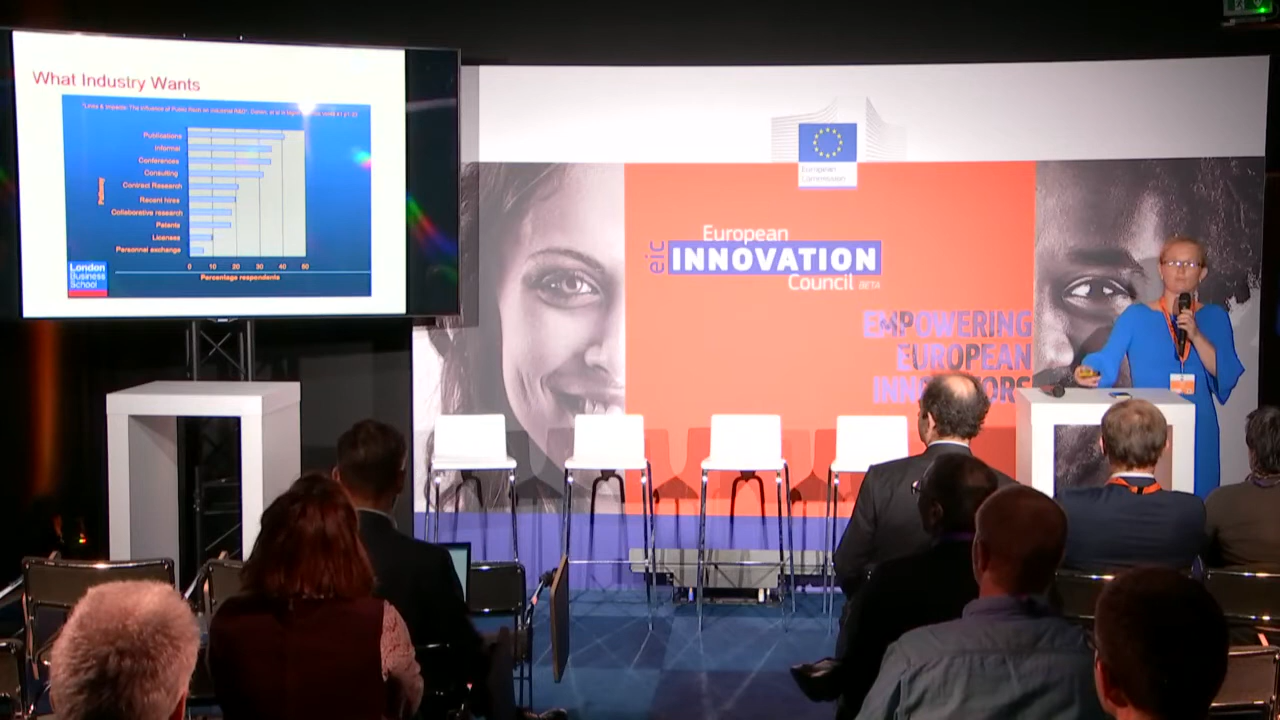 What Industry Wants
Publications
Informal
Conferences
Consulting
Contract Research
Recent hires
Collaborative research
Patents
Licenses
Personnel exchange
0 10 20 30 40 50
Percentage respondents
London
Business
School
European
Commission
European
eic INNOVATION
Council BETA
EMPOWERING
EUROPEAN